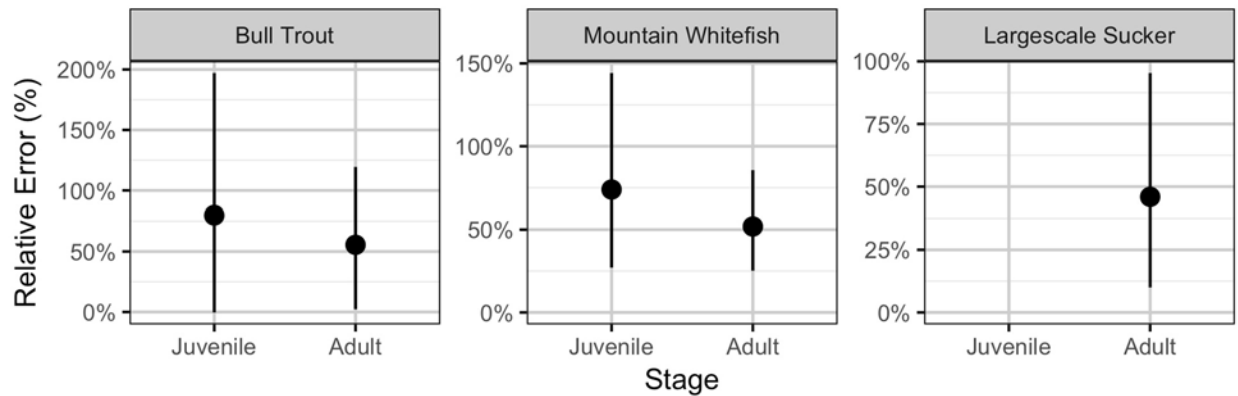 Bull Trout
Mountain Whitefish
Largescale Sucker
Relative Error (%)
200%
150%
100%
50%
0%
150%
100%
50%
0%
100%
75%
50%
25%
0%
Juvenile
Adult
Juvenile
Adult
Juvenile
Adult
Stage